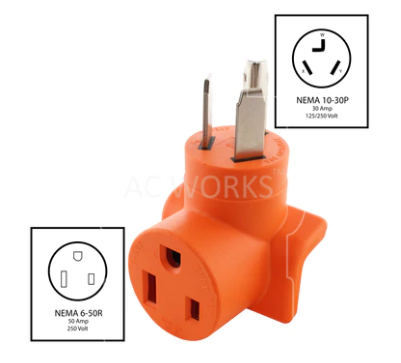 W
X Y
NEMA 10-30P
30 Amp
125/250 Volt
AC WORKS
NEMA 6-50R
50 Amp
250 Volt